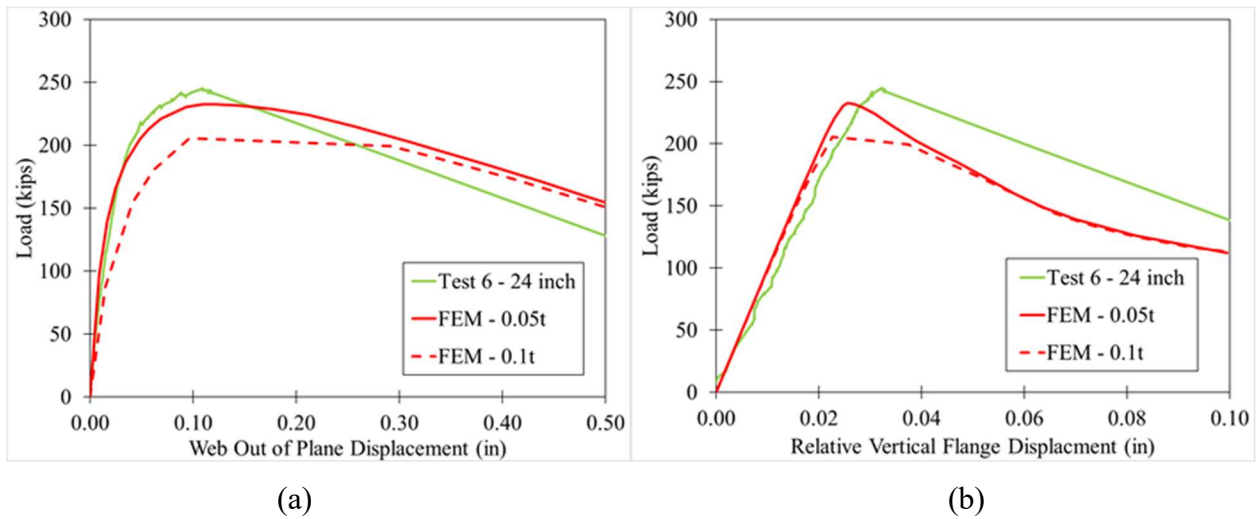 300
250
200
150
100
50
0
Load (kips)
Test 6 - 24 inch
FEM - 0.05t
FEM - 0.1t
0.00 0.10 0.20 0.30 0.40 0.50
Web Out of Plane Displacement (in)
(a)
300
250
200
150
100
50
0
Load (kips)
Test 6 - 24 inch
FEM - 0.05t
FEM - 0.1t
0.00 0.02 0.04 0.06 0.08 0.10
Relative Vertical Flange Displacment (in)
(b)